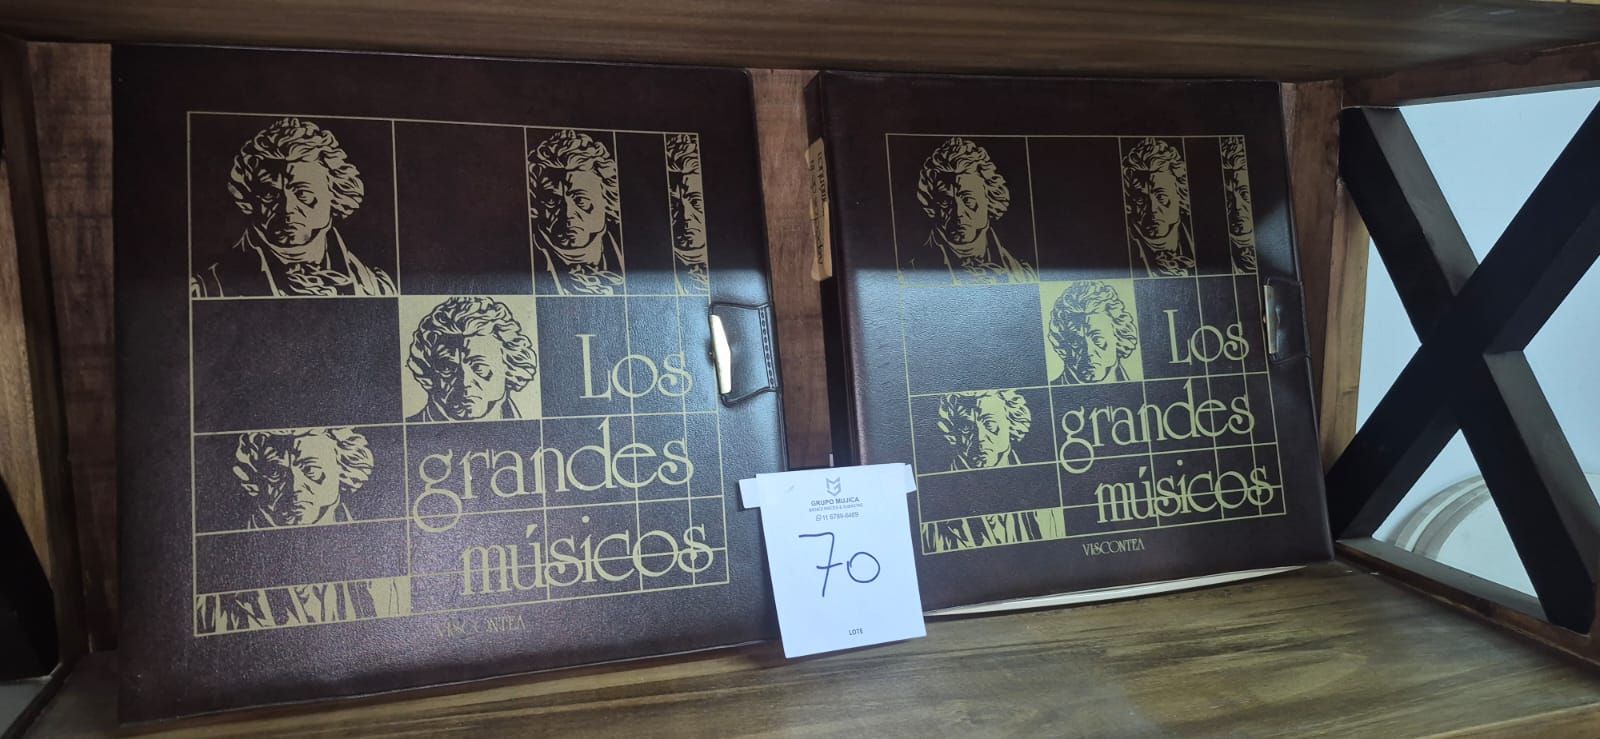 Los
grandes
músicos
VISCONTEA
GRUPO MUJICA
70
LOTE
Los
grandes
músicos
VISCONTEA